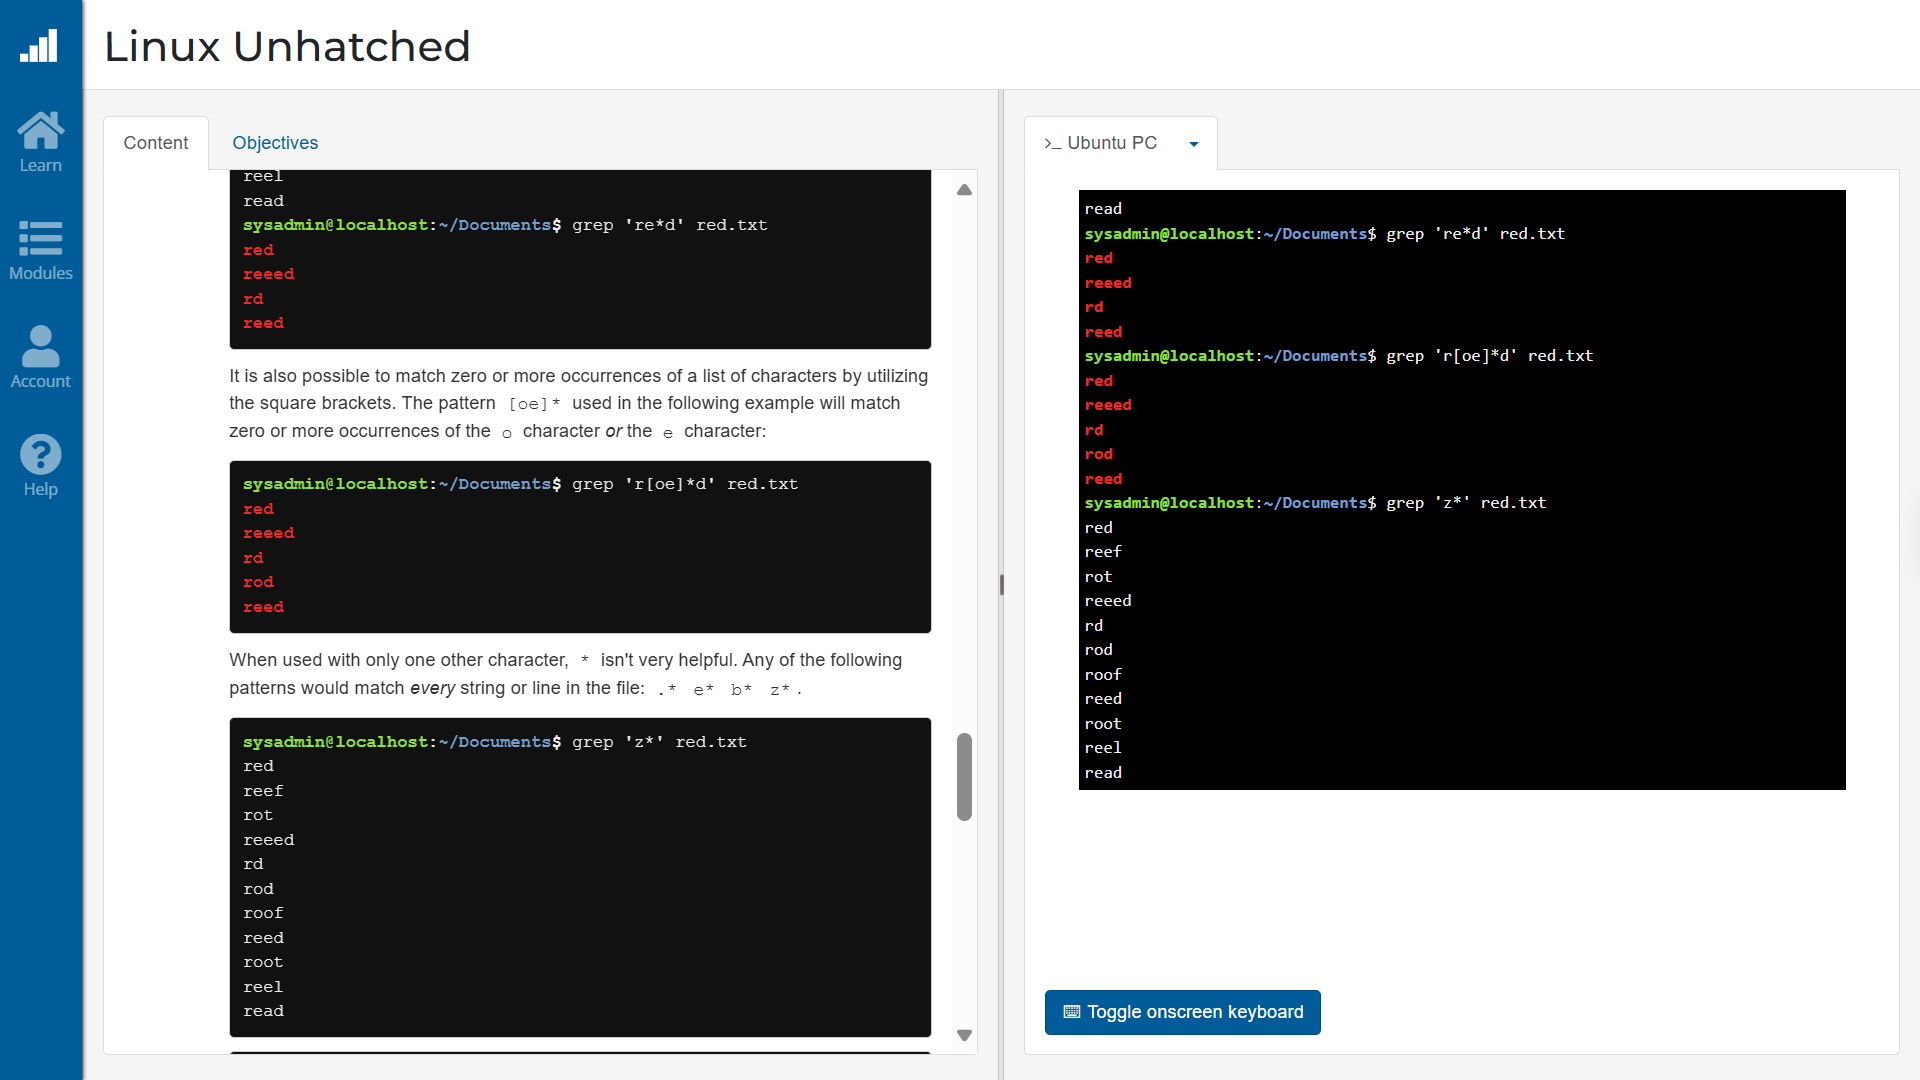 Linux Unhatched
Learn
Modules
Account
Help
Content
Objectives
reel
read
sysadmin@localhost:~/Documents$ grep 're*d' red.txt
red
reeed
rd
reed
It is also possible to match zero or more occurrences of a list of characters by utilizing
the square brackets. The pattern [oe]* used in the following example will match
zero or more occurrences of the o character or the e character:
sysadmin@localhost:~/Documents$ grep 'r[oe]*d' red.txt
red
reeed
rd
rod
reed
When used with only one other character, * isn't very helpful. Any of the following
patterns would match every string or line in the file: .* e* b* z*.
sysadmin@localhost:~/Documents$ grep 'z*' red.txt
red
reef
rot
reeed
rd
rod
roof
reed
root
reel
read
>_ Ubuntu PC
read
sysadmin@localhost:~/Documents$ grep 're*d' red.txt
red
reeed
rd
reed
sysadmin@localhost:~/Documents$ grep 'r[oe]*d' red.txt
red
reeed
rd
rod
reed
sysadmin@localhost:~/Documents$ grep 'z*' red.txt
red
reef
rot
reeed
rd
rod
roof
reed
root
reel
read
Toggle onscreen keyboard